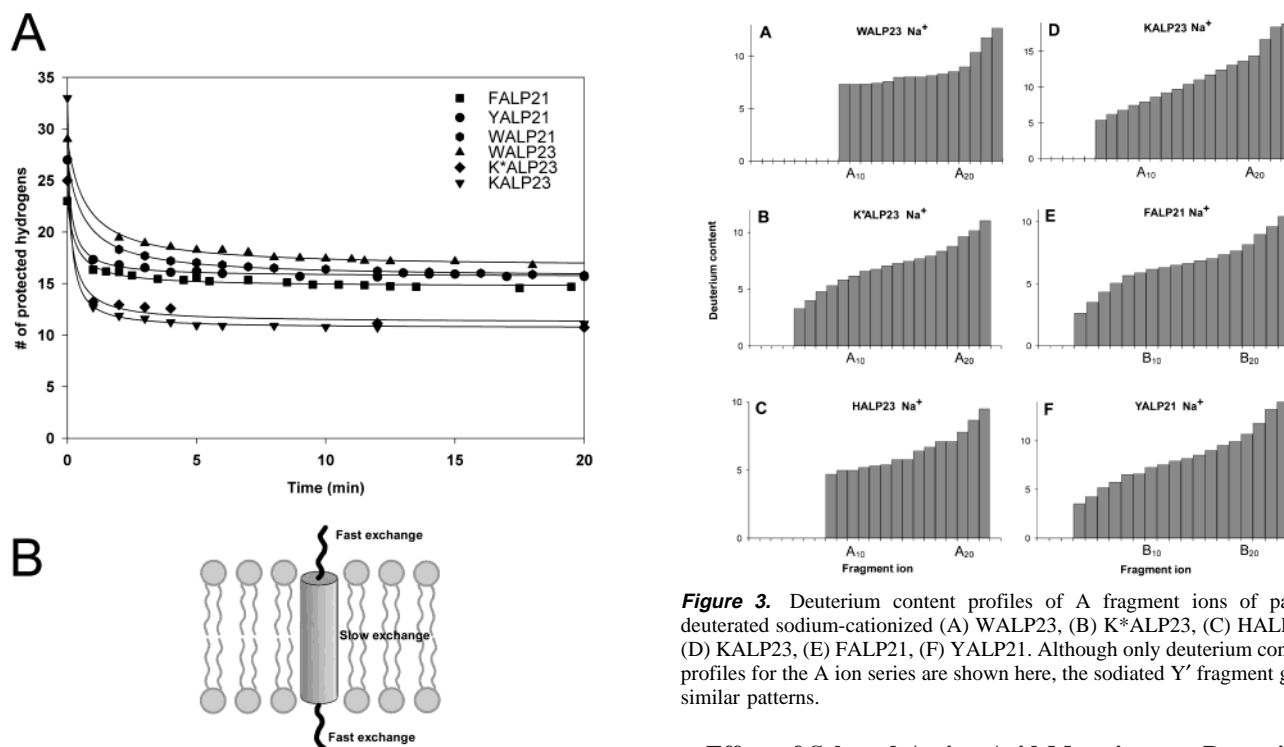 A
35
30
25
20
15
10
5
0
# of protected hydrogens
FALP21
YALP21
WALP21
WALP23
K*ALP23
KALP23
0 5 10 15 20
Time (min)
B
Fast exchange
Slow exchange
Fast exchange
A
WALP23 Na+
10
5
0
A10 A20
D
KALP23 Na+
15
10
5
0
A10 A20
B
K*ALP23 Na+
10
5
0
A10 A20
Deuterium content
E
FALP21 Na+
10
5
0
B10 B20
C
HALP23 Na+
10
5
0
A10 A20
Fragment ion
F
YALP21 Na+
10
5
0
B10 B20
Fragment ion
Figure 3. Deuterium content profiles of A fragment ions of pa
deuterated sodium-cationized (A) WALP23, (B) K*ALP23, (C) HALP
(D) KALP23, (E) FALP21, (F) YALP21. Although only deuterium con
profiles for the A ion series are shown here, the sodiated Y′ fragment g
similar patterns.